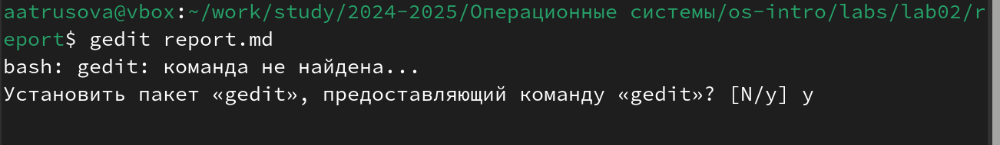 aatrusova@vbox:~/work/study/2024-2025/Операционные системы/os-intro/labs/lab02/r
eport$ gedit report.md
bash: gedit: команда не найдена...
Установить пакет «gedit», предоставляющий команду «gedit»? [N/y] y